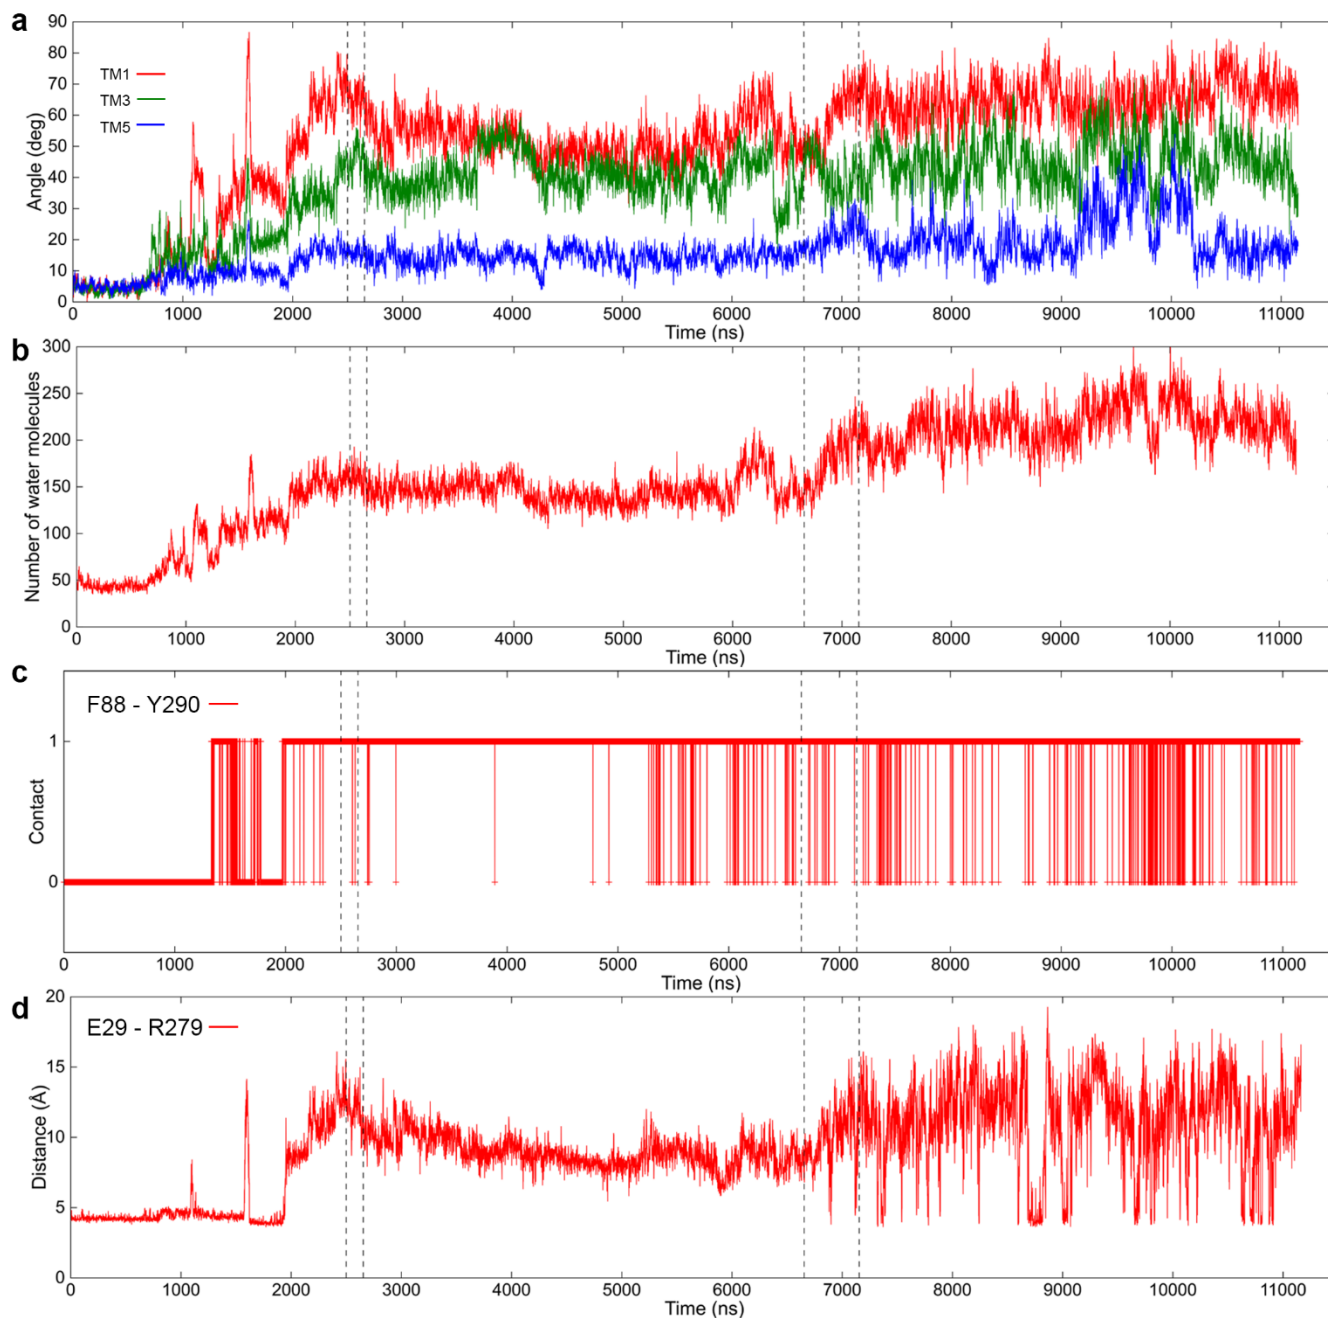 a
Angle (deg)
90
80
70
60
50
40
30
20
10
0
TM1
TM3
TM5
0 1000 2000 3000 4000 5000 6000 7000 8000 9000 10000 11000
Time (ns)
b
Number of water molecules
300
250
200
150
100
50
0
0 1000 2000 3000 4000 5000 6000 7000 8000 9000 10000 11000
Time (ns)
c
F88 - Y290
Contact
1
0
0 1000 2000 3000 4000 5000 6000 7000 8000 9000 10000 11000
Time (ns)
d
E29 - R279
Distance (Å)
20
15
10
5
0
0 1000 2000 3000 4000 5000 6000 7000 8000 9000 10000 11000
Time (ns)